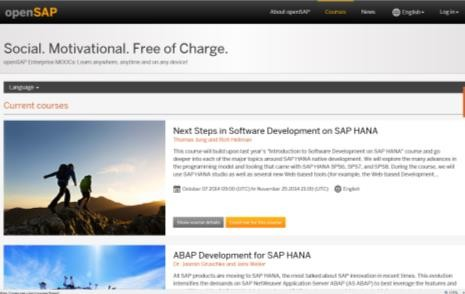 openSAP
About openSAP Courses News English Log in
Social. Motivational. Free of Charge.
openSAP Enterprise MOOCs: Learn anywhere, anytime and on any device!
Language
Current courses
Next Steps in Software Development on SAP HANA
Thomas Jung and Rich Heilman
This course will build upon last year's "Introduction to Software Development on SAP HANA" course and go
deeper into each of the major topics around SAP HANA native development. We will explore the many advances in
the programming model and tooling that came with SAP HANA SPS6, SPS7, and SPS8. During the course, we will
use SAP HANA studio as well as several new Web-based tools (for example, the Web-based Development...
October 07 2014 09:00 (UTC) to November 25 2014 21:00 (UTC) English
Show course details Enroll me for this course
ABAP Development for SAP HANA
Dr. Jasmin Gruschke and Jens Weiler
All SAP products are moving to SAP HANA, the most talked about SAP innovation in recent times. This evolution
intensifies the demands on SAP NetWeaver Application Server ABAP (AS ABAP) to best leverage the features and